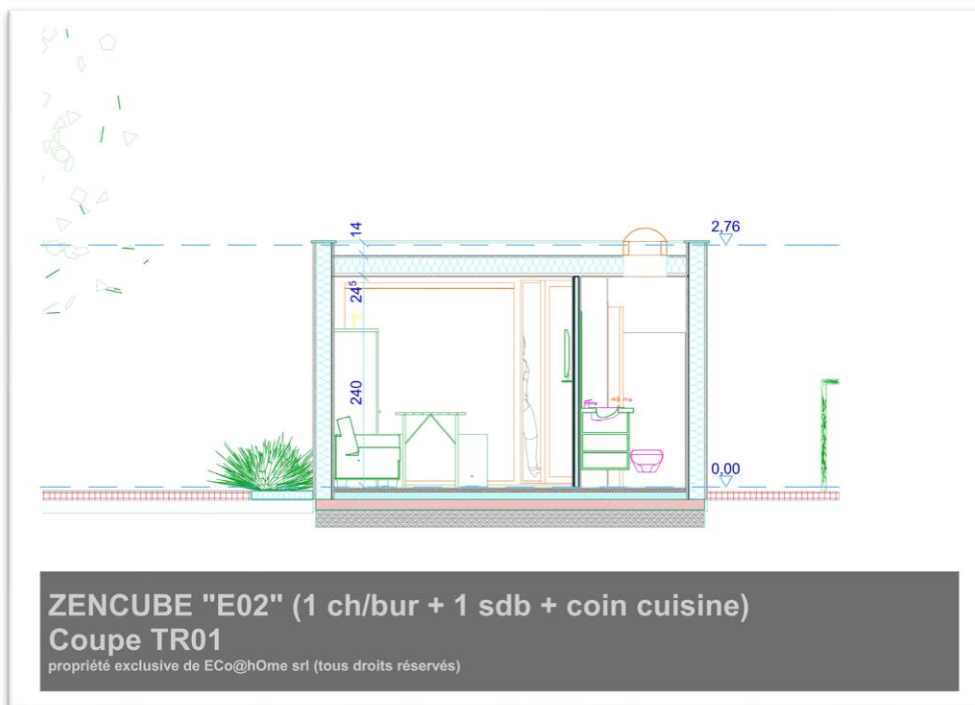 14
2,76
24⁵
240
0,00
ZENCUBE "E02" (1 ch/bur + 1 sdb + coin cuisine)
Coupe TR01
propriété exclusive de ECo@hOme srl (tous droits réservés)